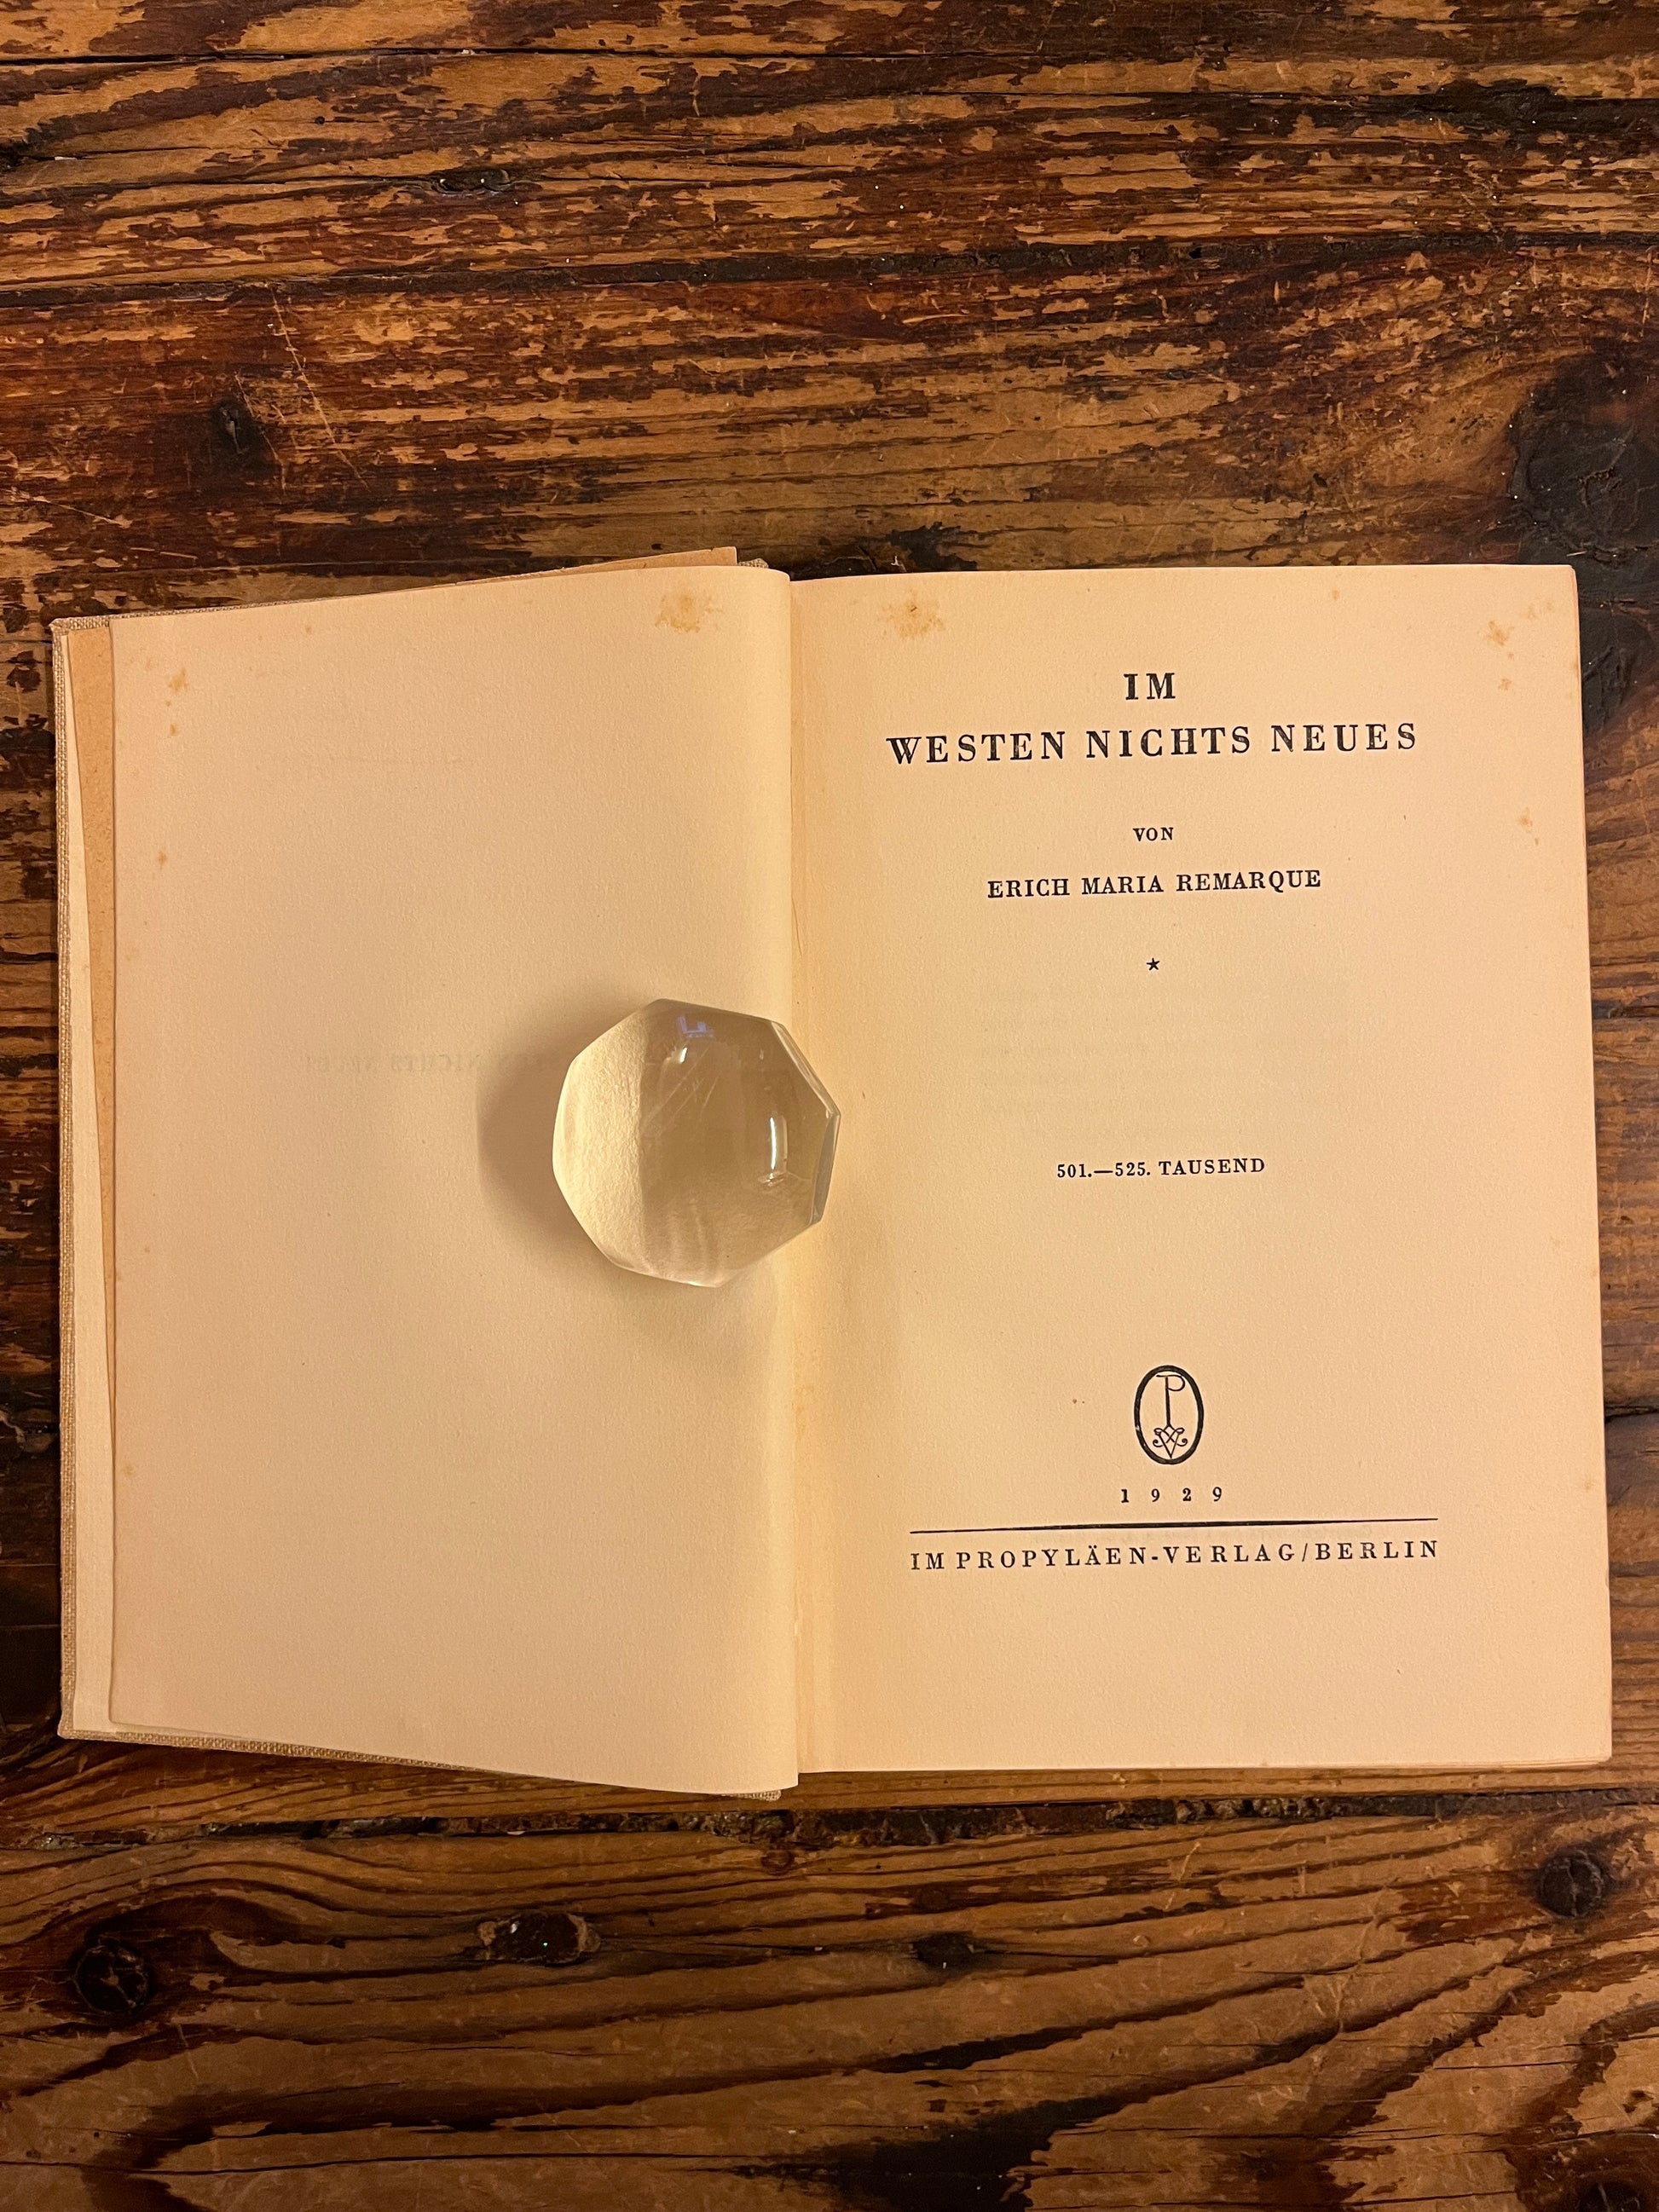 IM
WESTEN NICHTS NEUES
VON
ERICH MARIA REMARQUE
★
501.—525. TAUSEND
P
1929
IM PROPYLÄEN-VERLAG/BERLIN